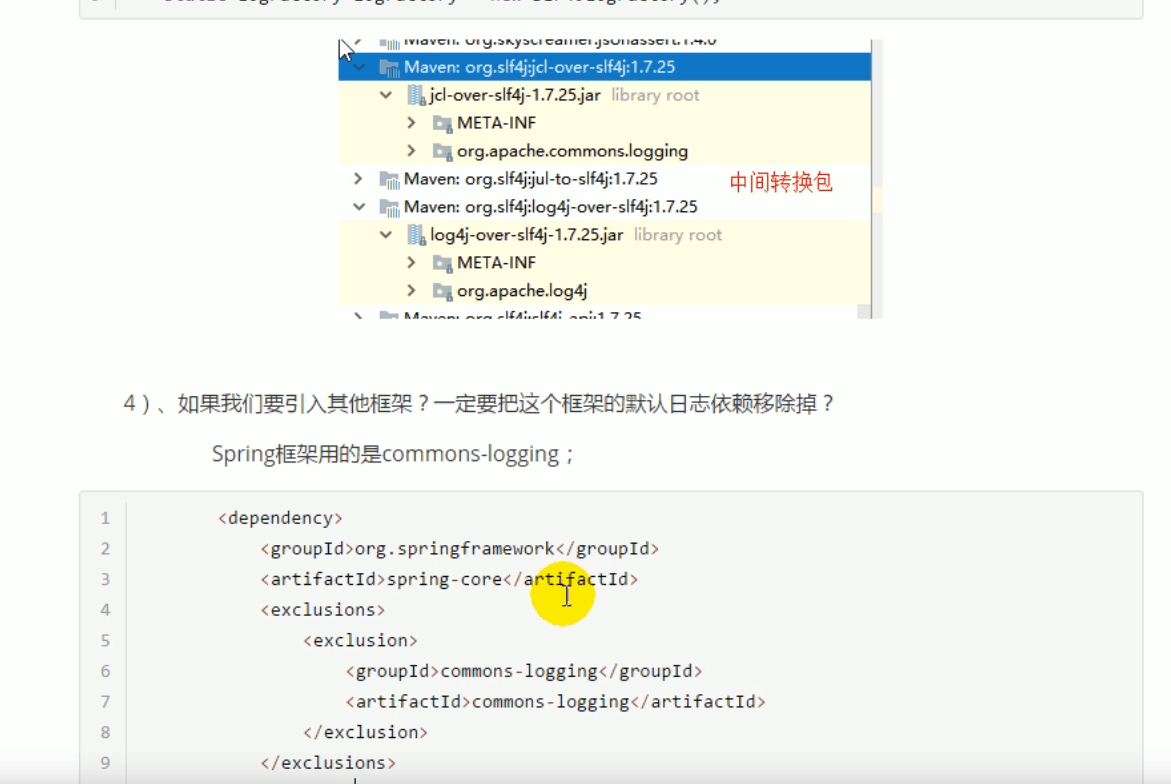 Maven: org.skyscreamer:jsonassert:1.4.0
Maven: org.slf4j:jcl-over-slf4j:1.7.25
jcl-over-slf4j-1.7.25.jar library root
META-INF
org.apache.commons.logging
Maven: org.slf4j:jul-to-slf4j:1.7.25
中间转换包
Maven: org.slf4j:log4j-over-slf4j:1.7.25
log4j-over-slf4j-1.7.25.jar library root
META-INF
org.apache.log4j
Maven: org.slf4j:slf4j-api:1.7.25
4）、如果我们要引入其他框架？一定要把这个框架的默认日志依赖移除掉？
Spring框架用的是commons-logging；
1 <dependency>
2 <groupId>org.springframework</groupId>
3 <artifactId>spring-core</artifactId>
4 <exclusions>
5 <exclusion>
6 <groupId>commons-logging</groupId>
7 <artifactId>commons-logging</artifactId>
8 </exclusion>
9 </exclusions>